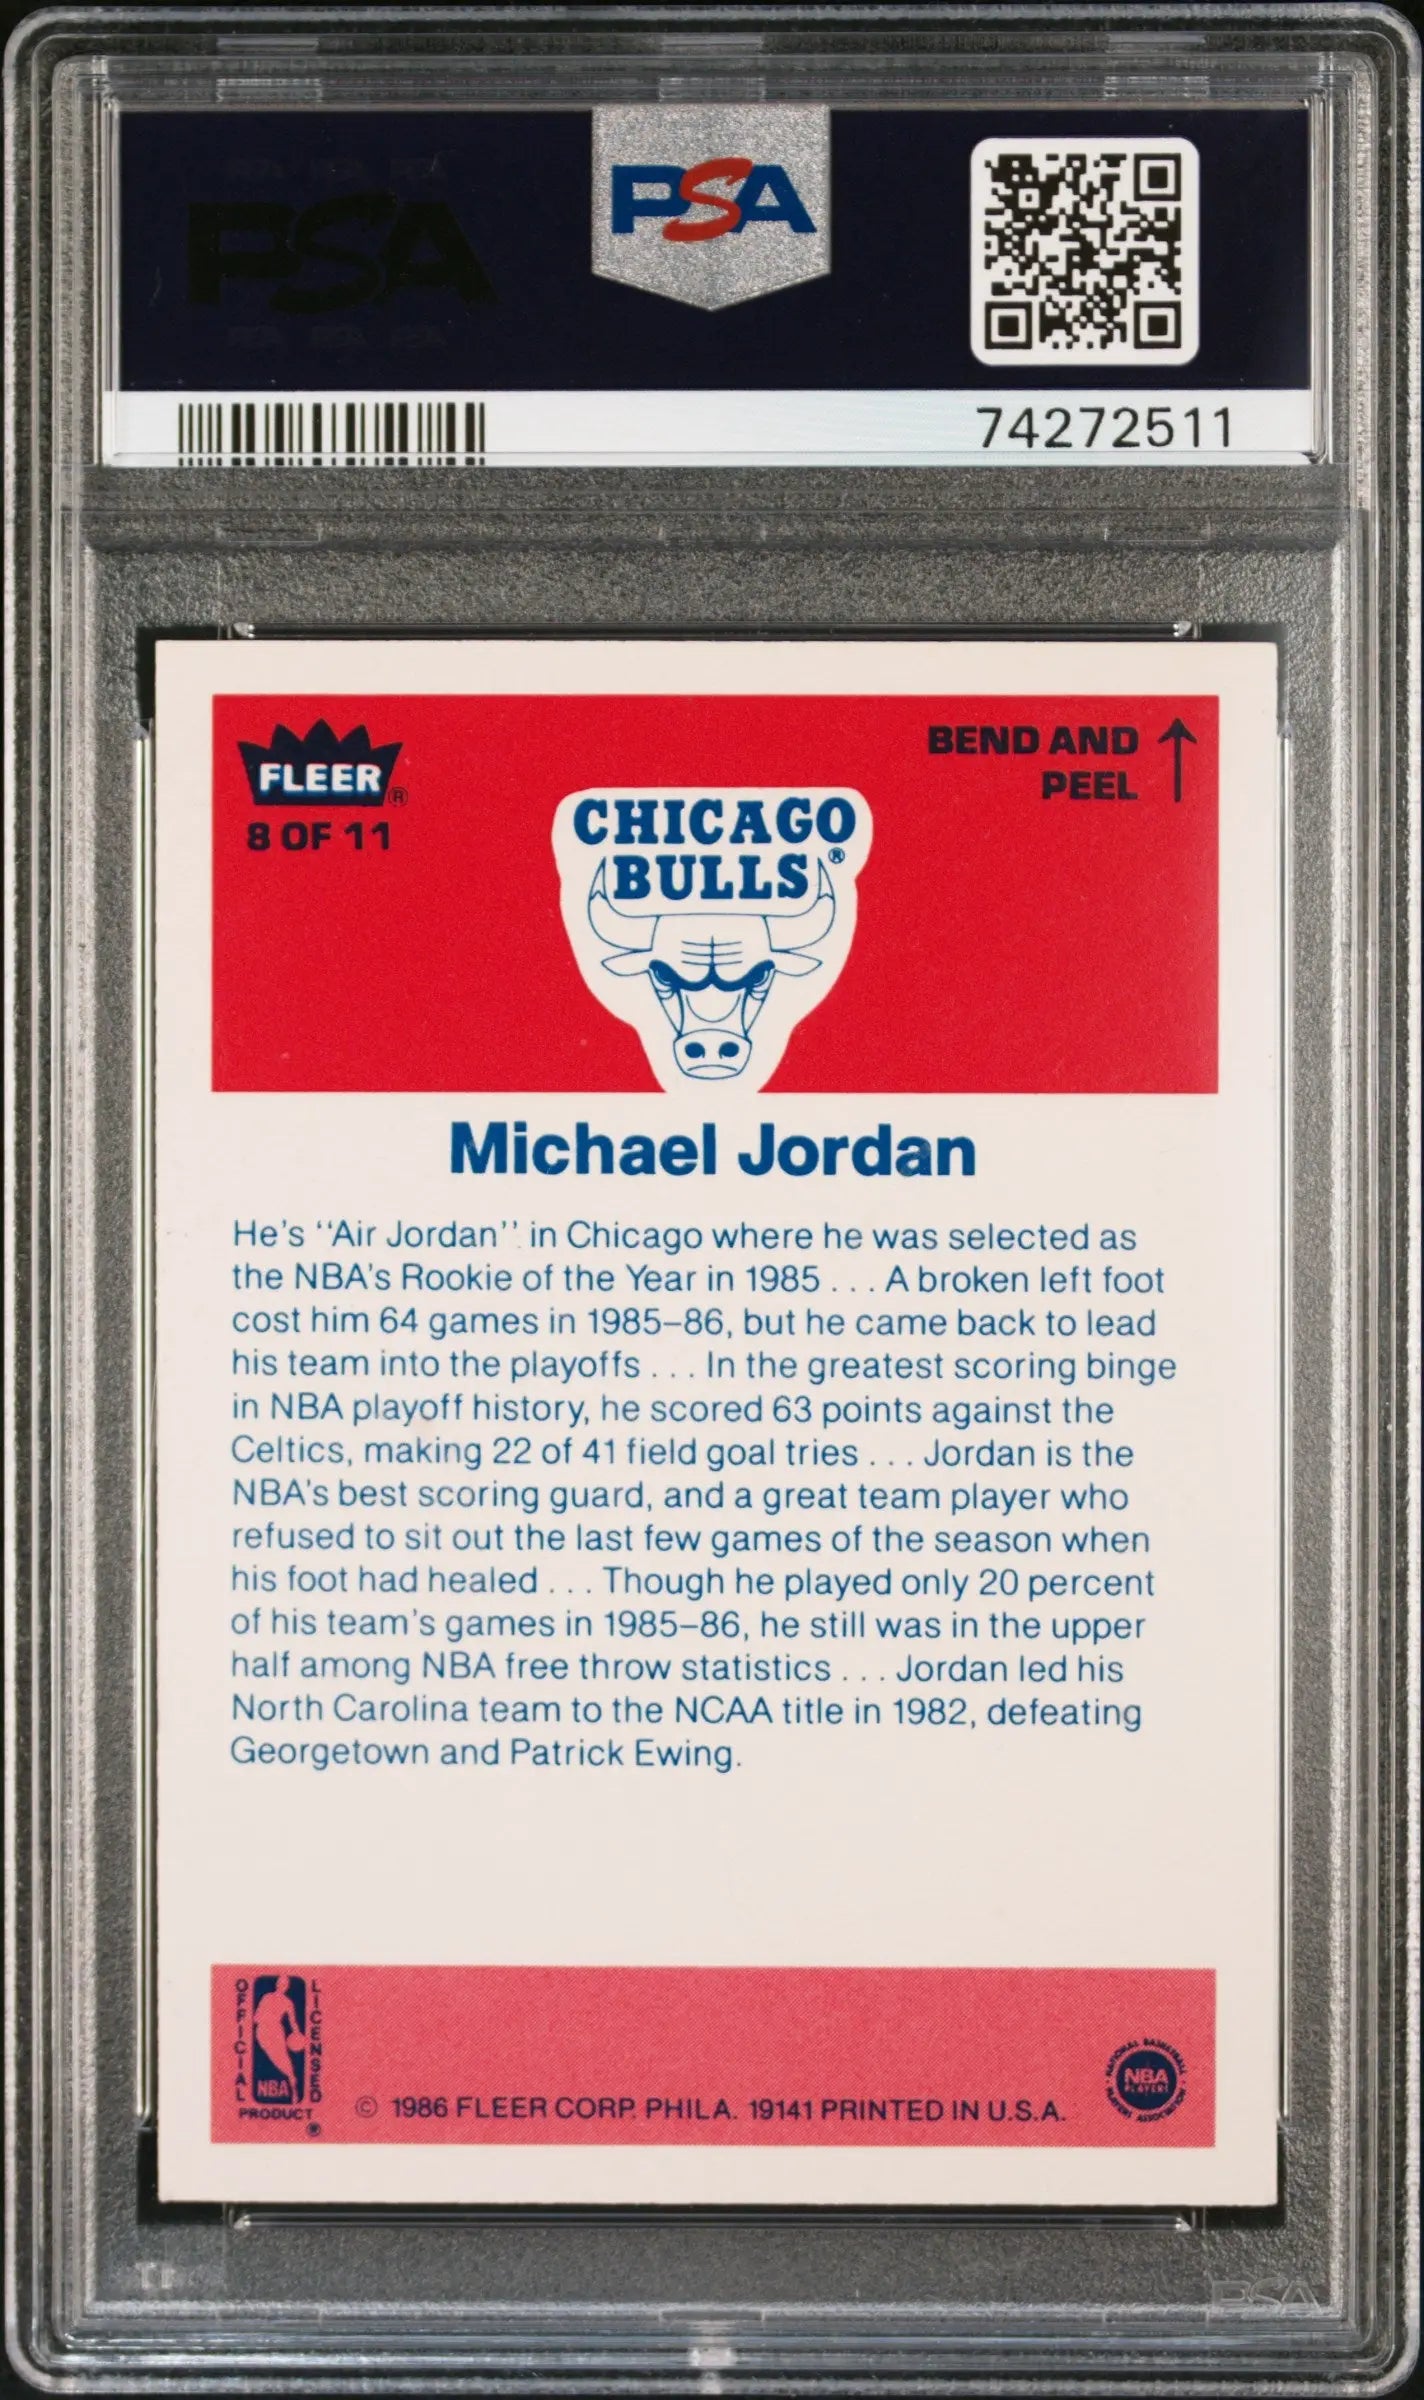 PSA
PSA
74272511
FLEER®
8 OF 11
BEND AND
PEEL
CHICAGO
BULLS®
Michael Jordan
He's ‘‘Air Jordan’’ in Chicago where he was selected as
the NBA's Rookie of the Year in 1985 . . . A broken left foot
cost him 64 games in 1985–86, but he came back to lead
his team into the playoffs . . . In the greatest scoring binge
in NBA playoff history, he scored 63 points against the
Celtics, making 22 of 41 field goal tries . . . Jordan is the
NBA's best scoring guard, and a great team player who
refused to sit out the last few games of the season when
his foot had healed . . . Though he played only 20 percent
of his team's games in 1985–86, he still was in the upper
half among NBA free throw statistics . . . Jordan led his
North Carolina team to the NCAA title in 1982, defeating
Georgetown and Patrick Ewing.
OFFICIAL
LICENSED
NBA
PRODUCT
®
© 1986 FLEER CORP. PHILA. 19141 PRINTED IN U.S.A.
NATIONAL BASKETBALL
NBA
PLAYERS
PLAYERS ASSOCIATION
PSA